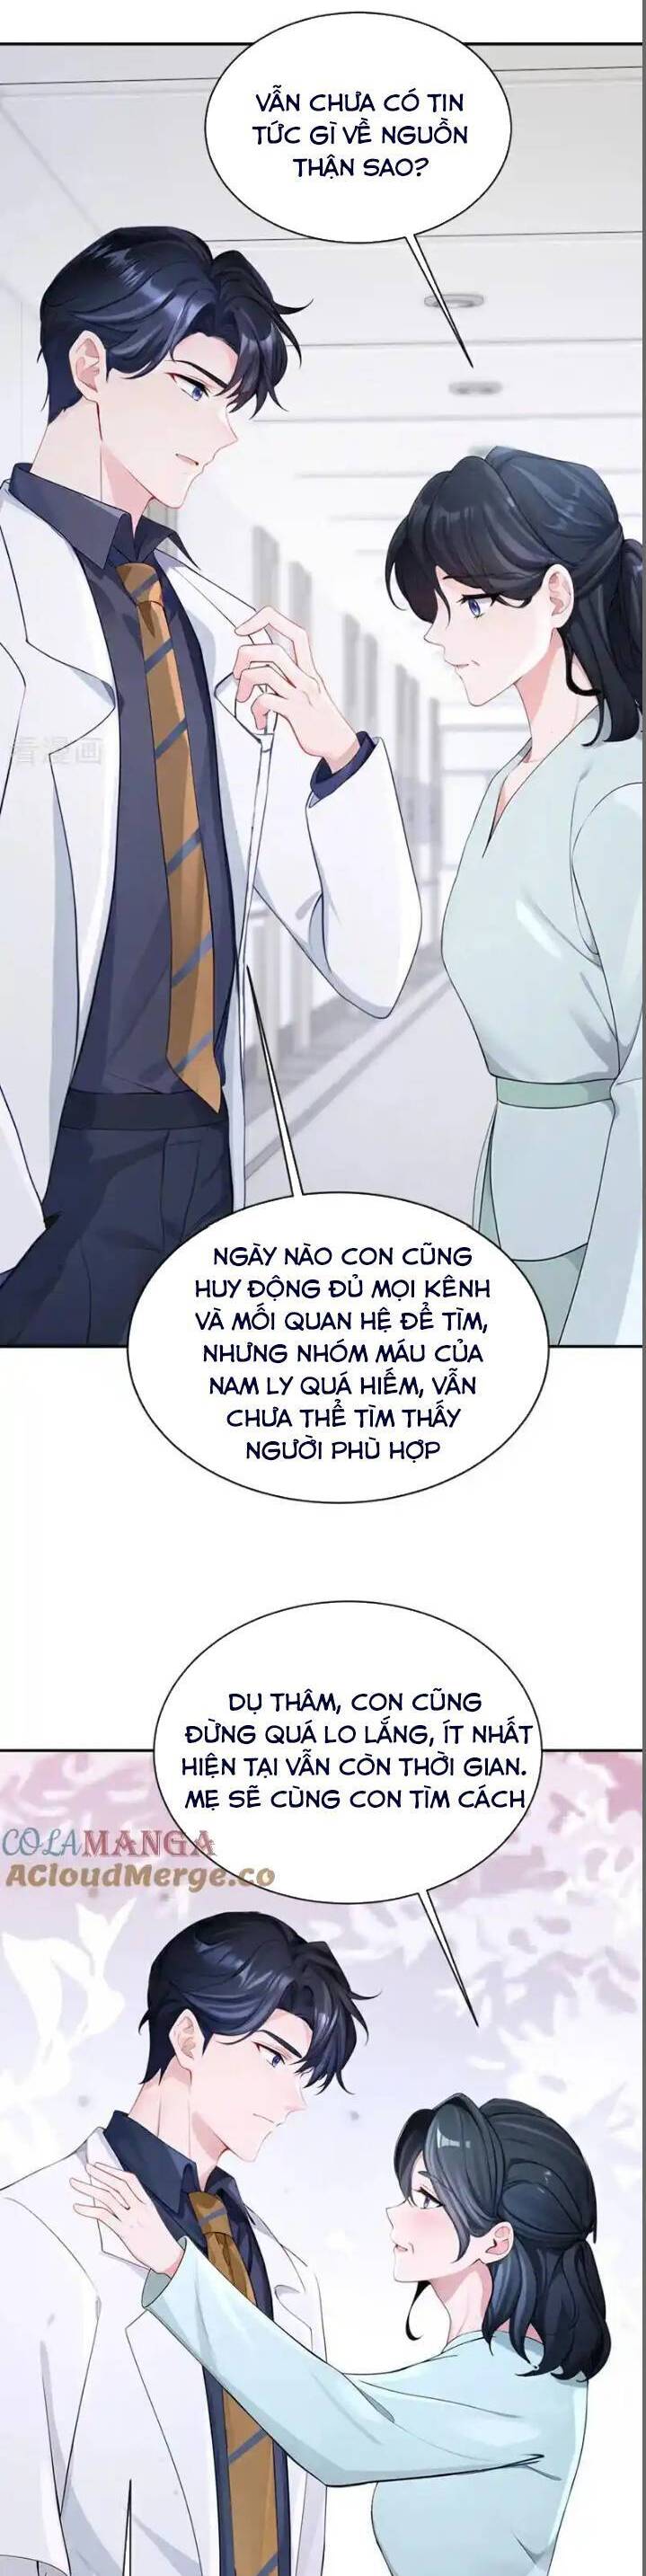 VẪN CHƯA CÓ TIN
TỨC GÌ VỀ NGUỒN
THẬN SAO?
看漫画
NGÀY NÀO CON CŨNG
HUY ĐỘNG ĐỦ MỌI KÊNH
VÀ MỐI QUAN HỆ ĐỂ TÌM,
NHƯNG NHÓM MÁU CỦA
NAM LY QUÁ HIẾM, VẪN
CHƯA THỂ TÌM THẤY
NGƯỜI PHÙ HỢP
DỤ THÂM, CON CŨNG
ĐỪNG QUÁ LO LẮNG, ÍT NHẤT
HIỆN TẠI VẪN CÒN THỜI GIAN.
MẸ SẼ CÙNG CON TÌM CÁCH
COLAMANGA
ACloudMerge.co